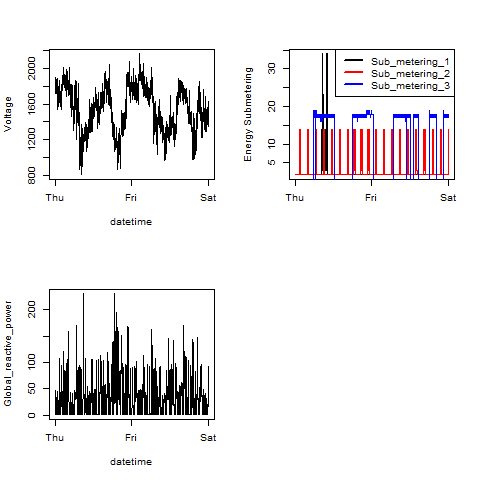 Voltage
2000
1600
1200
800
Thu
Fri
Sat
datetime
Energy Submetering
30
20
10
5
Sub_metering_1
Sub_metering_2
Sub_metering_3
Thu
Fri
Sat
Global_reactive_power
200
100
50
0
Thu
Fri
Sat
datetime